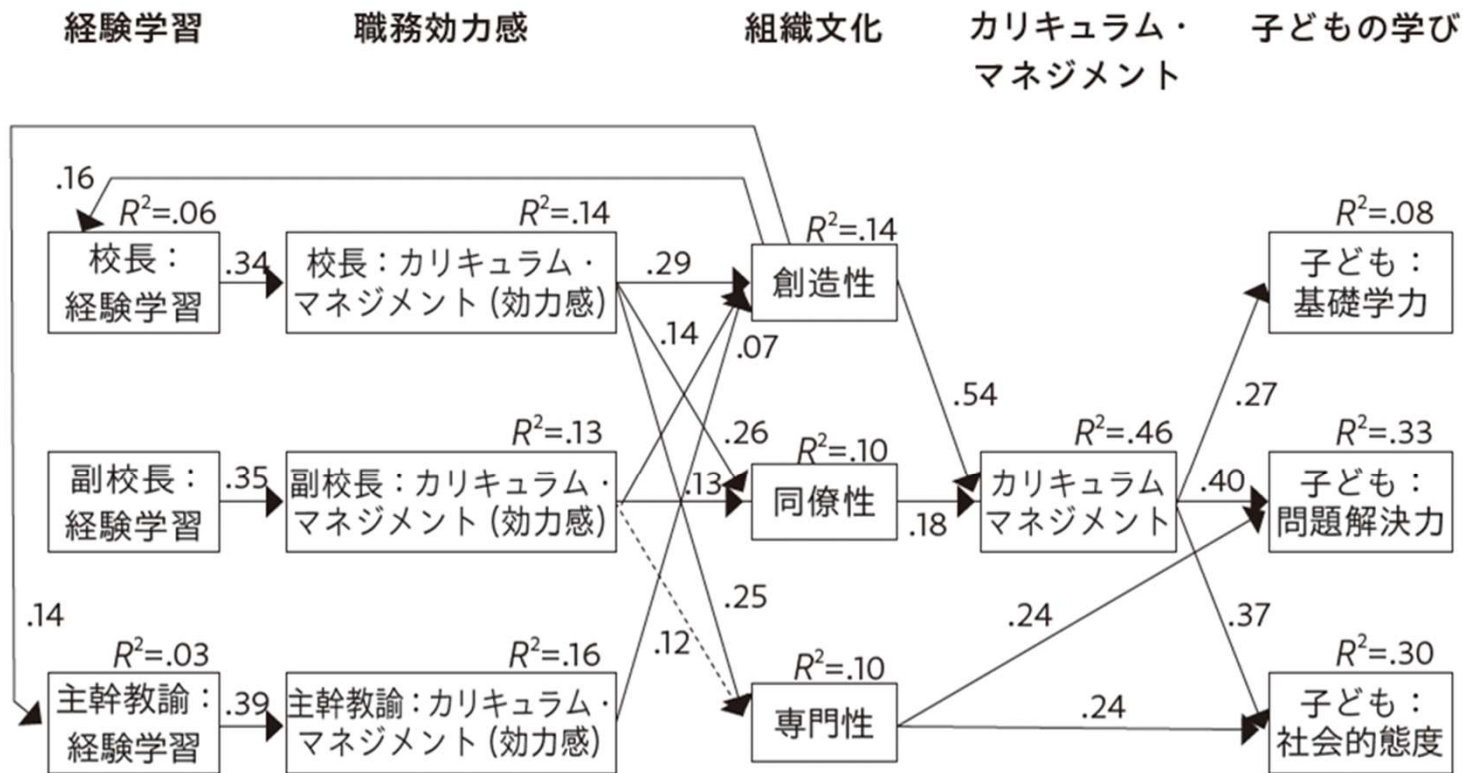 経験学習
職務効力感
組織文化
カリキュラム・
マネジメント
子どもの学び
.16
R²=.06
R²=.14
R²=.14
R²=.08
校長：
経験学習
.34
校長：カリキュラム・
マネジメント（効力感）
.29
創造性
子ども：
基礎学力
.14
.07
.54
.27
R²=.13
.26
R²=.10
R²=.46
R²=.33
副校長：
経験学習
.35
副校長：カリキュラム・
マネジメント（効力感）
.13
同僚性
.18
カリキュラム
マネジメント
.40
子ども：
問題解決力
.25
.24
.37
.14
.12
R²=.03
R²=.16
R²=.10
R²=.30
主幹教諭：
経験学習
.39
主幹教諭：カリキュラム・
マネジメント（効力感）
専門性
.24
子ども：
社会的態度